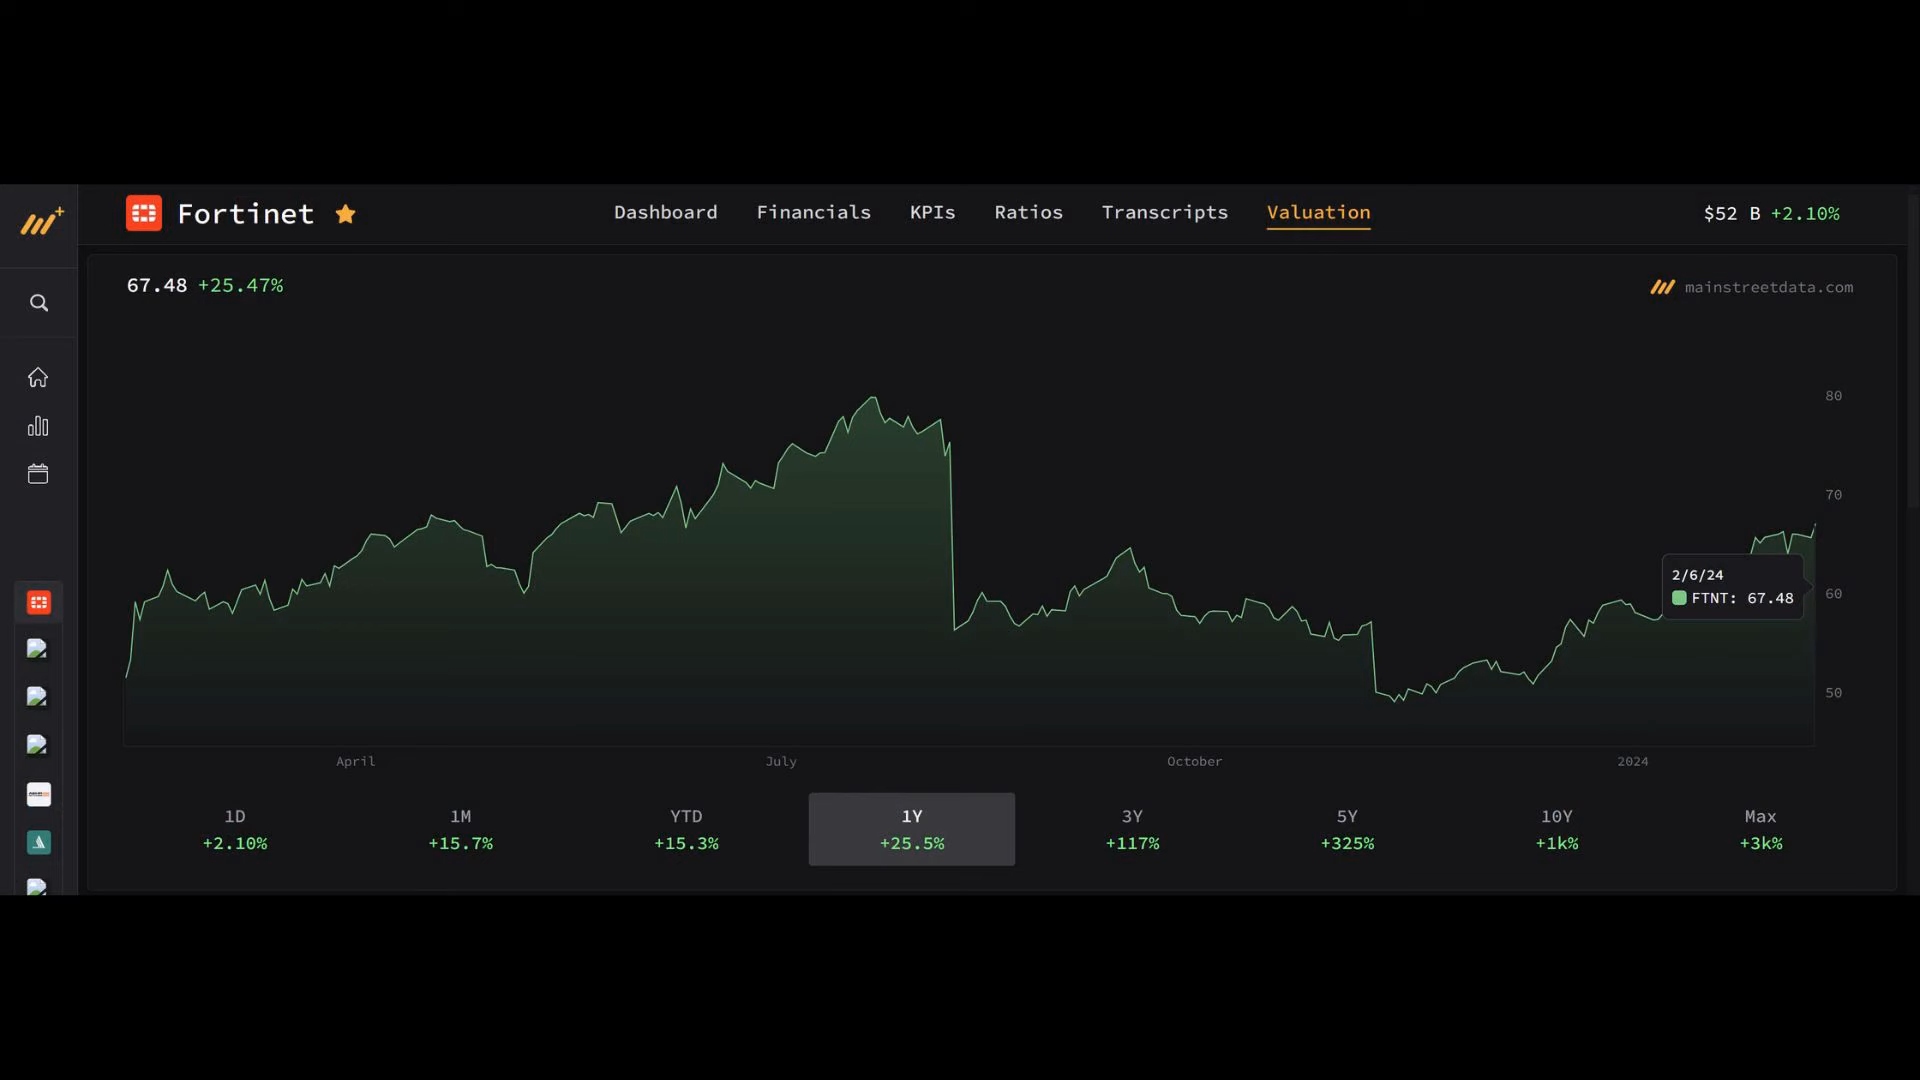 Fortinet
Dashboard Financials KPIs Ratios Transcripts Valuation
$52 B +2.10%
67.48 +25.47%
mainstreetdata.com
80
70
60
50
2/6/24
FTNT: 67.48
April July October 2024
1D 1M YTD 1Y 3Y 5Y 10Y Max
+2.10% +15.7% +15.3% +25.5% +117% +325% +1k% +3k%